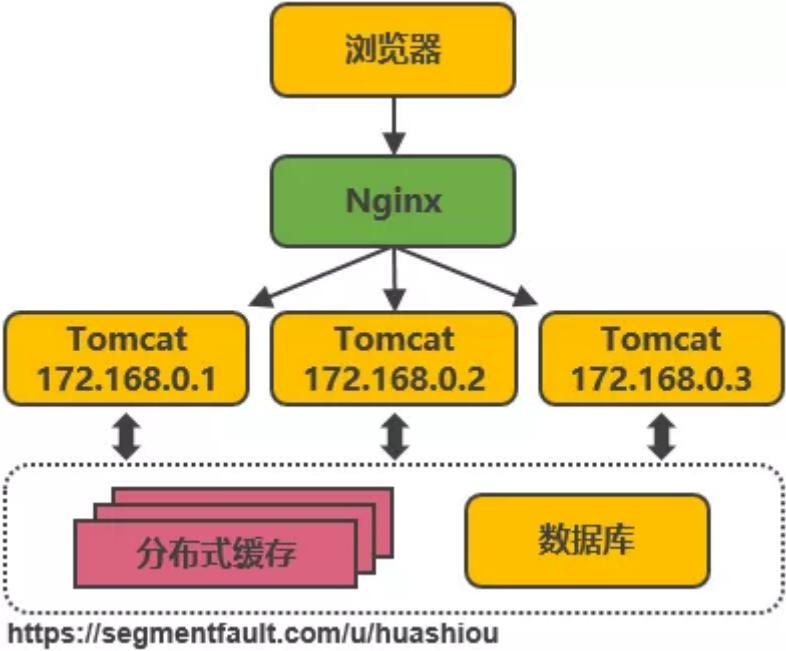 浏览器
Nginx
Tomcat
172.168.0.1
Tomcat
172.168.0.2
Tomcat
172.168.0.3
分布式缓存
数据库
https://segmentfault.com/u/huashiou